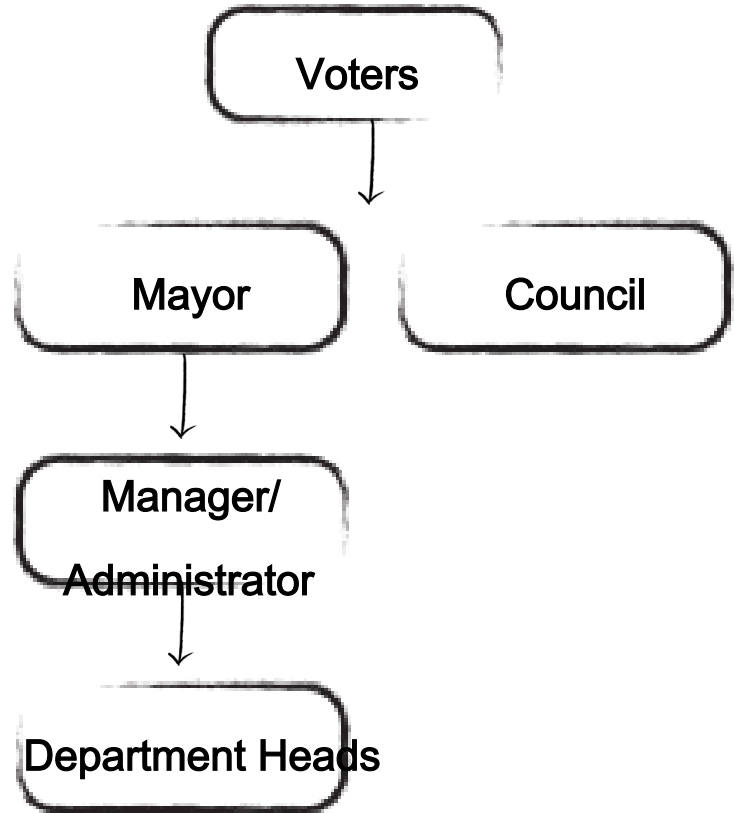 Voters
Mayor
Council
Manager/
Administrator
Department Heads